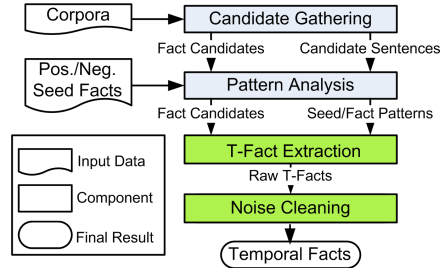 Corpora
Candidate Gathering
Fact Candidates
Candidate Sentences
Pos./Neg.
Seed Facts
Pattern Analysis
Fact Candidates
Seed/Fact Patterns
T-Fact Extraction
Raw T-Facts
Noise Cleaning
Temporal Facts
Input Data
Component
Final Result